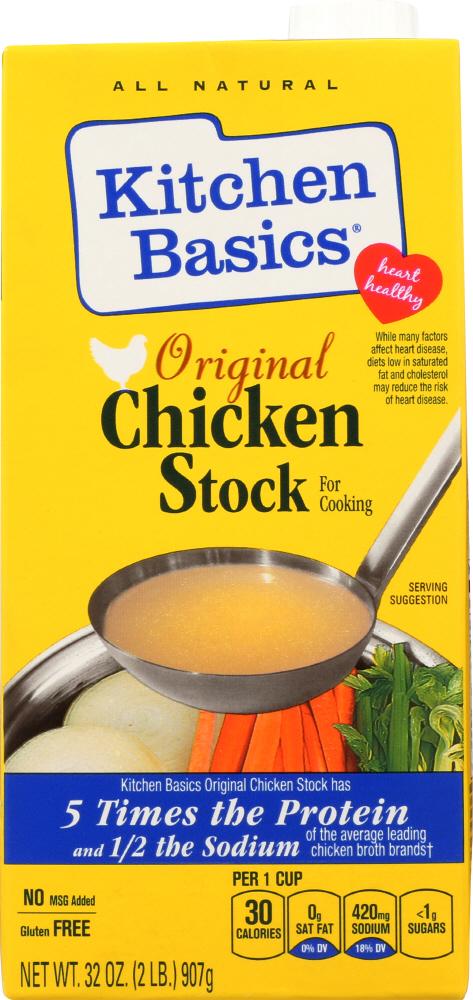 ALL NATURAL
Kitchen
Basics®
heart
healthy
While many factors
affect heart disease,
diets low in saturated
fat and cholesterol
may reduce the risk
of heart disease.
Original
Chicken
Stock For
Cooking
SERVING
SUGGESTION
Kitchen Basics Original Chicken Stock has
5 Times the Protein
and 1/2 the Sodium of the average leading
chicken broth brands†
PER 1 CUP
NO MSG Added
Gluten FREE
30
CALORIES
0g
SAT FAT
0% DV
420mg
SODIUM
18% DV
<1g
SUGARS
NET WT. 32 OZ. (2 LB.) 907g